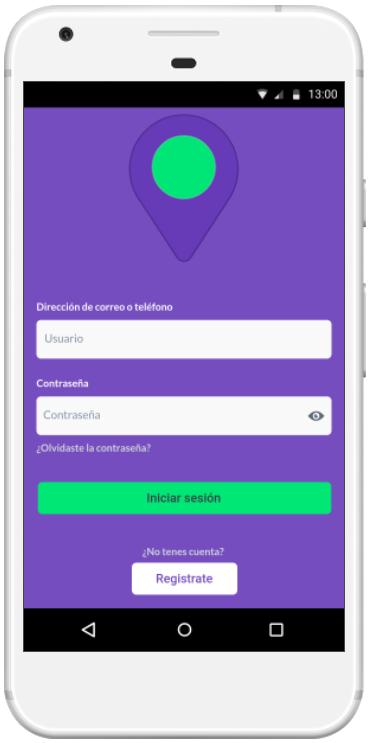 13:00
Dirección de correo o teléfono
Usuario
Contraseña
Contraseña
¿Olvidaste la contraseña?
Iniciar sesión
¿No tenes cuenta?
Registrate